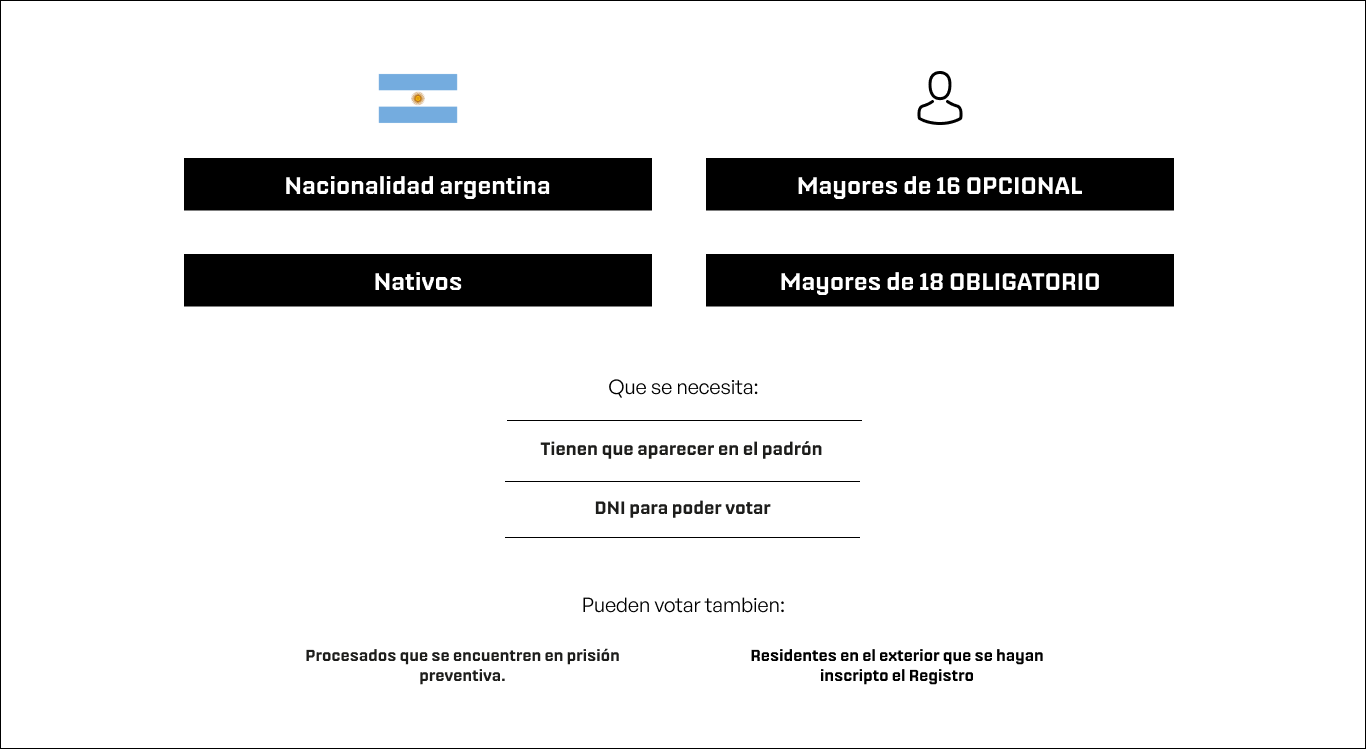 Nacionalidad argentina
Mayores de 16 OPCIONAL
Nativos
Mayores de 18 OBLIGATORIO
Que se necesita:
Tienen que aparecer en el padrón
DNI para poder votar
Pueden votar tambien:
Procesados que se encuentren en prisión
preventiva.
Residentes en el exterior que se hayan
inscripto el Registro